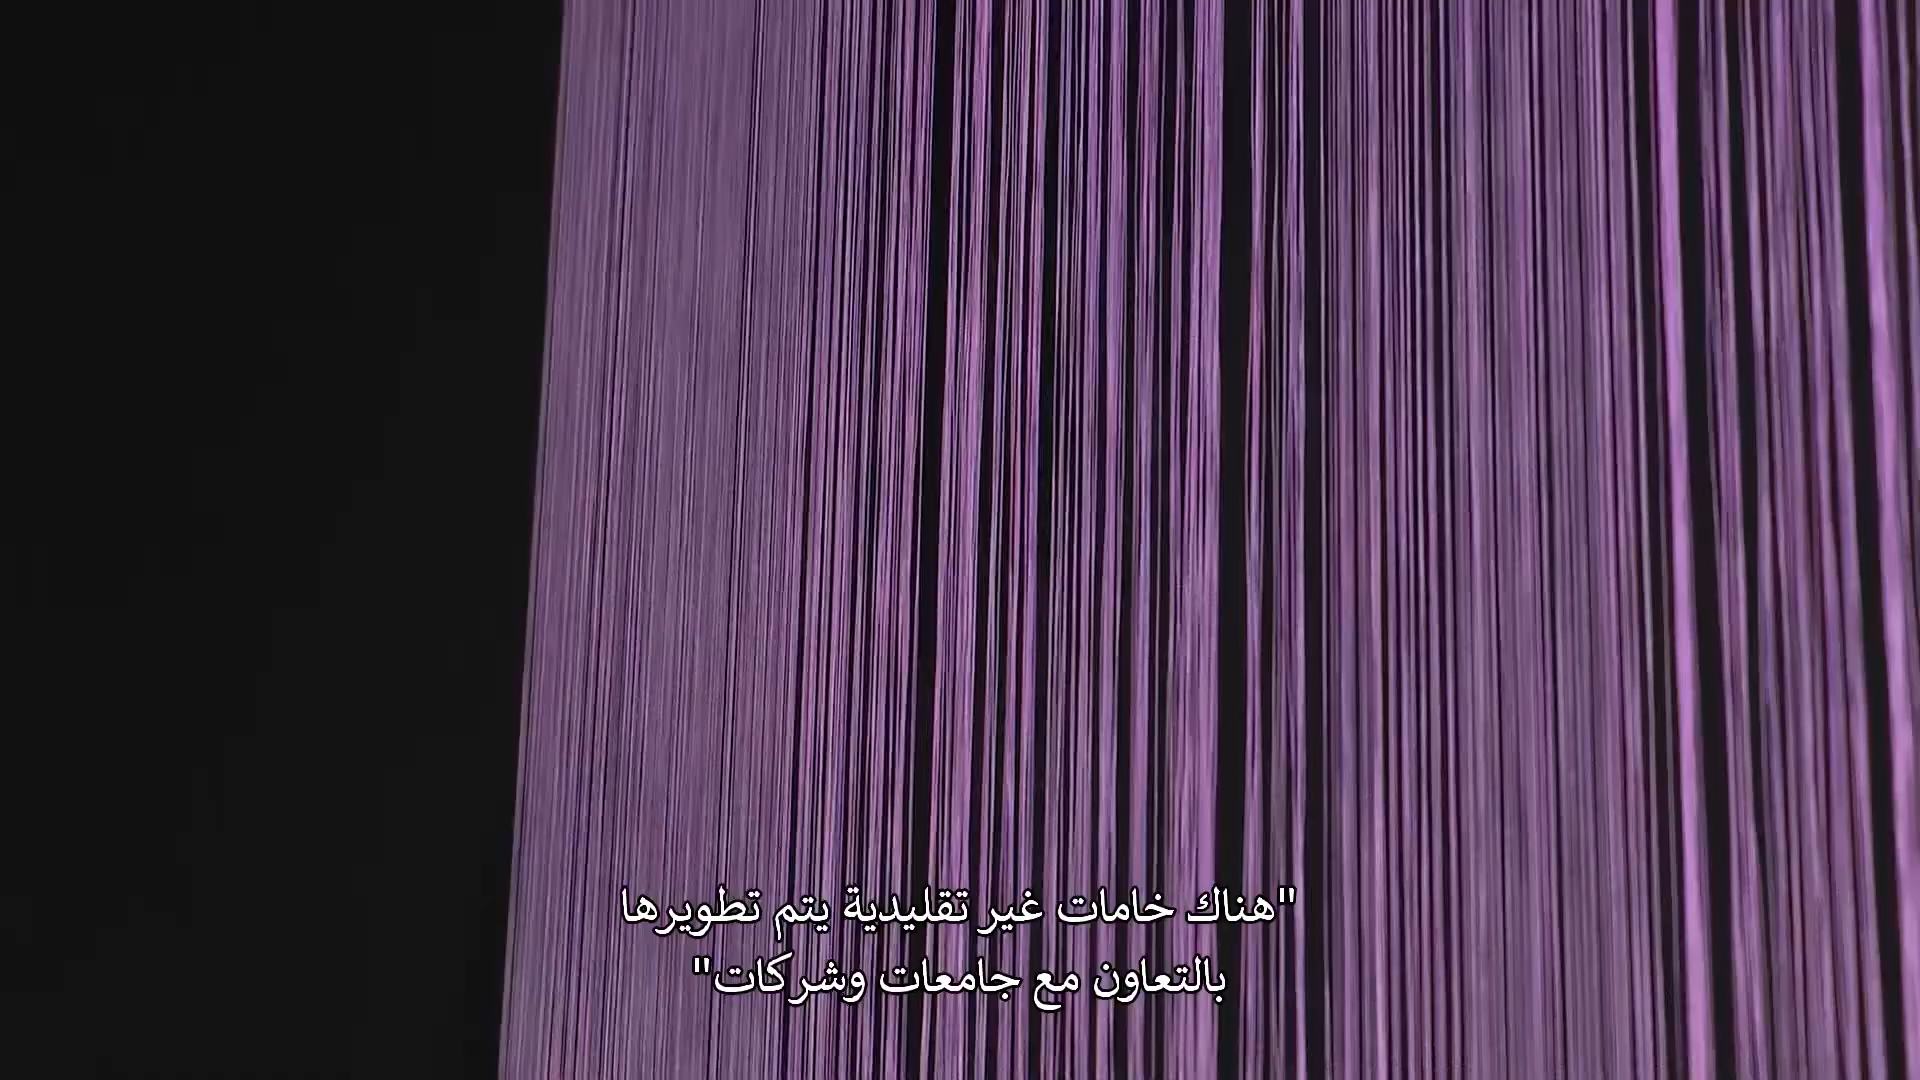 "هناك خامات غير تقليدية يتم تطويرها
بالتعاون مع جامعات وشركات"